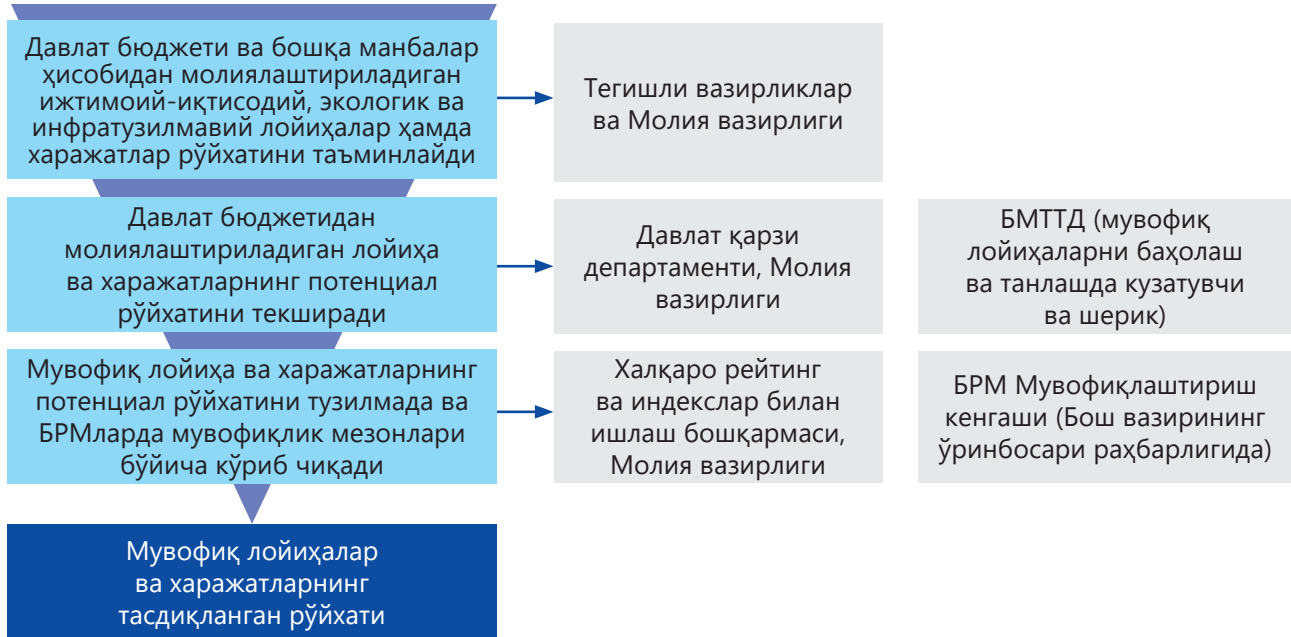 Давлат бюджети ва бошқа манбалар
ҳисобидан молиялаштириладиган
ижтимоий-иқтисодий, экологик ва
инфратузилмавий лойиҳалар ҳамда
харажатлар рўйхатини таъминлайди
Тегишли вазирликлар
ва Молия вазирлиги
Давлат бюджетидан
молиялаштириладиган лойиҳа
ва харажатларнинг потенциал
рўйхатини текширади
Давлат қарзи
департаменти, Молия
вазирлиги
БМТТД (мувофиқ
лойиҳаларни баҳолаш
ва танлашда кузатувчи
ва шерик)
Мувофиқ лойиҳа ва харажатларнинг
потенциал рўйхатини тузилмада ва
БРМларда мувофиқлик мезонлари
бўйича кўриб чиқади
Халқаро рейтинг
ва индекслар билан
ишлаш бошқармаси,
Молия вазирлиги
БРМ Мувофиқлаштириш
кенгаши (Бош вазирининг
ўринбосари раҳбарлигида)
Мувофиқ лойиҳалар
ва харажатларнинг
тасдиқланган рўйхати